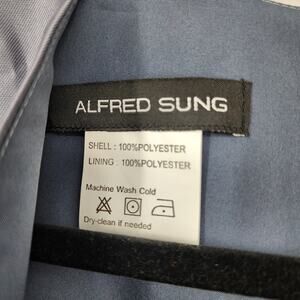 ALFRED SUNG
SHELL : 100%POLYESTER
LINING : 100%POLYESTER
Machine Wash Cold
Dry-clean if needed